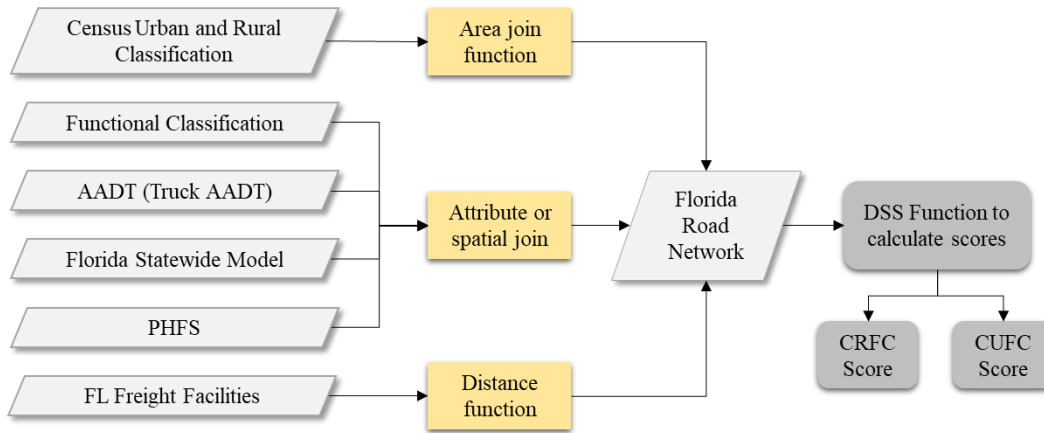 Census Urban and Rural
Classification
Area join
function
Functional Classification
AADT (Truck AADT)
Florida Statewide Model
PHFS
Attribute or
spatial join
FL Freight Facilities
Distance
function
Florida
Road
Network
DSS Function to
calculate scores
CRFC
Score
CUFC
Score